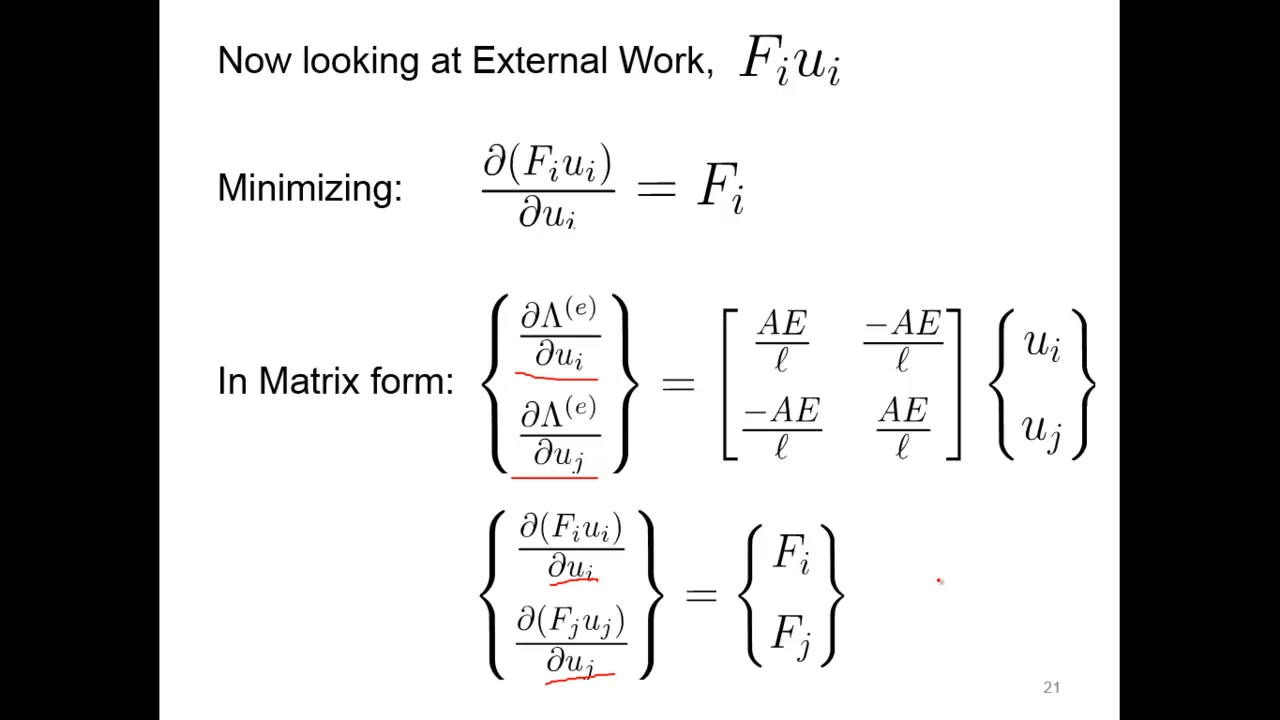 Now looking at External Work, $F_i u_i$
Minimizing: $\frac{\partial (F_i u_i)}{\partial u_i} = F_i$
In Matrix form: $\begin{Bmatrix} \frac{\partial \Lambda^{(e)}}{\partial u_i} \\ \frac{\partial \Lambda^{(e)}}{\partial u_j} \end{Bmatrix} = \begin{bmatrix} \frac{AE}{\ell} & \frac{-AE}{\ell} \\ \frac{-AE}{\ell} & \frac{AE}{\ell} \end{bmatrix} \begin{Bmatrix} u_i \\ u_j \end{Bmatrix}$
$\begin{Bmatrix} \frac{\partial (F_i u_i)}{\partial u_i} \\ \frac{\partial (F_j u_j)}{\partial u_j} \end{Bmatrix} = \begin{Bmatrix} F_i \\ F_j \end{Bmatrix}$
21